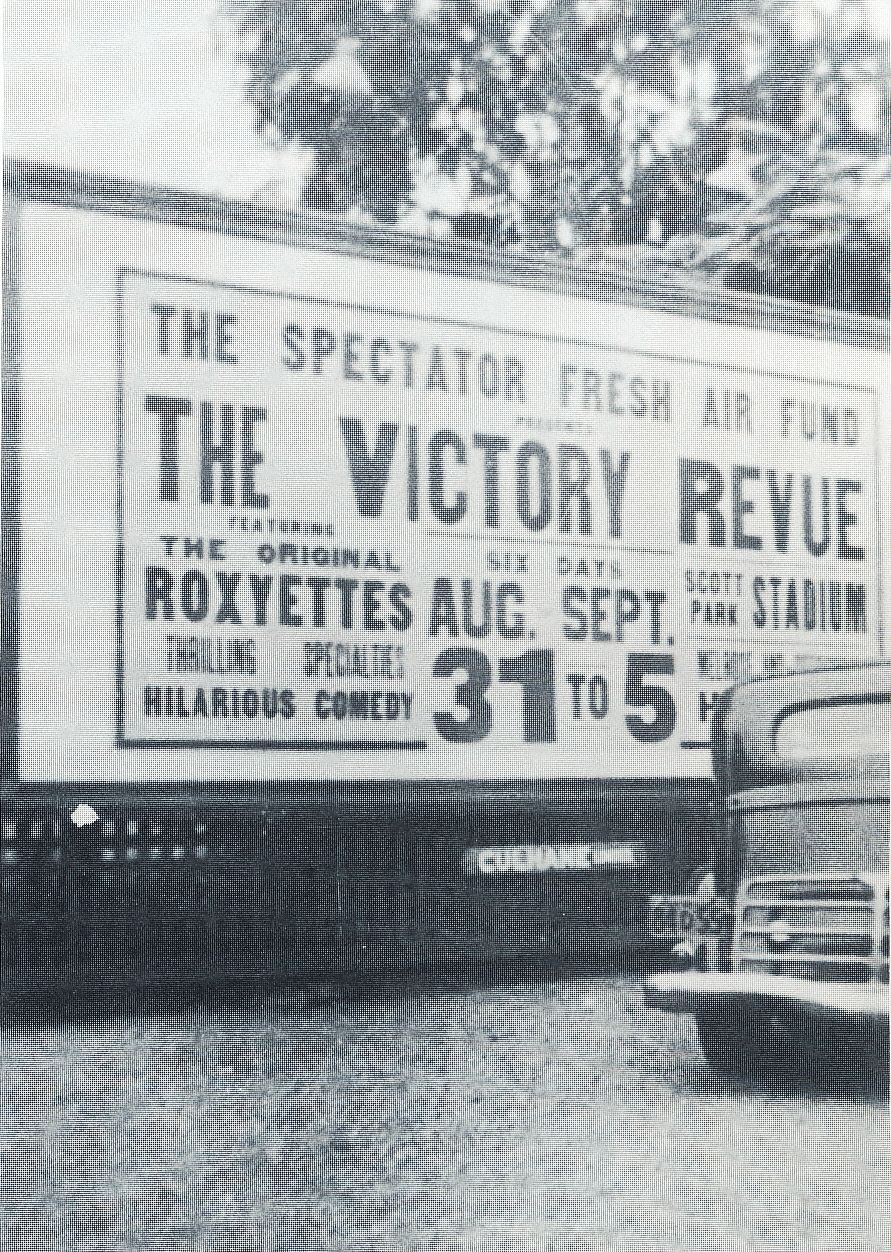 THE SPECTATOR FRESH AIR FUND
PRESENTS
THE VICTORY REVUE
FEATURING
THE ORIGINAL
ROXYETTES
THRILLING SPECIALTIES
HILARIOUS COMEDY
SIX DAYS
AUG. SEPT.
31 TO 5
SCOTT
PARK STADIUM